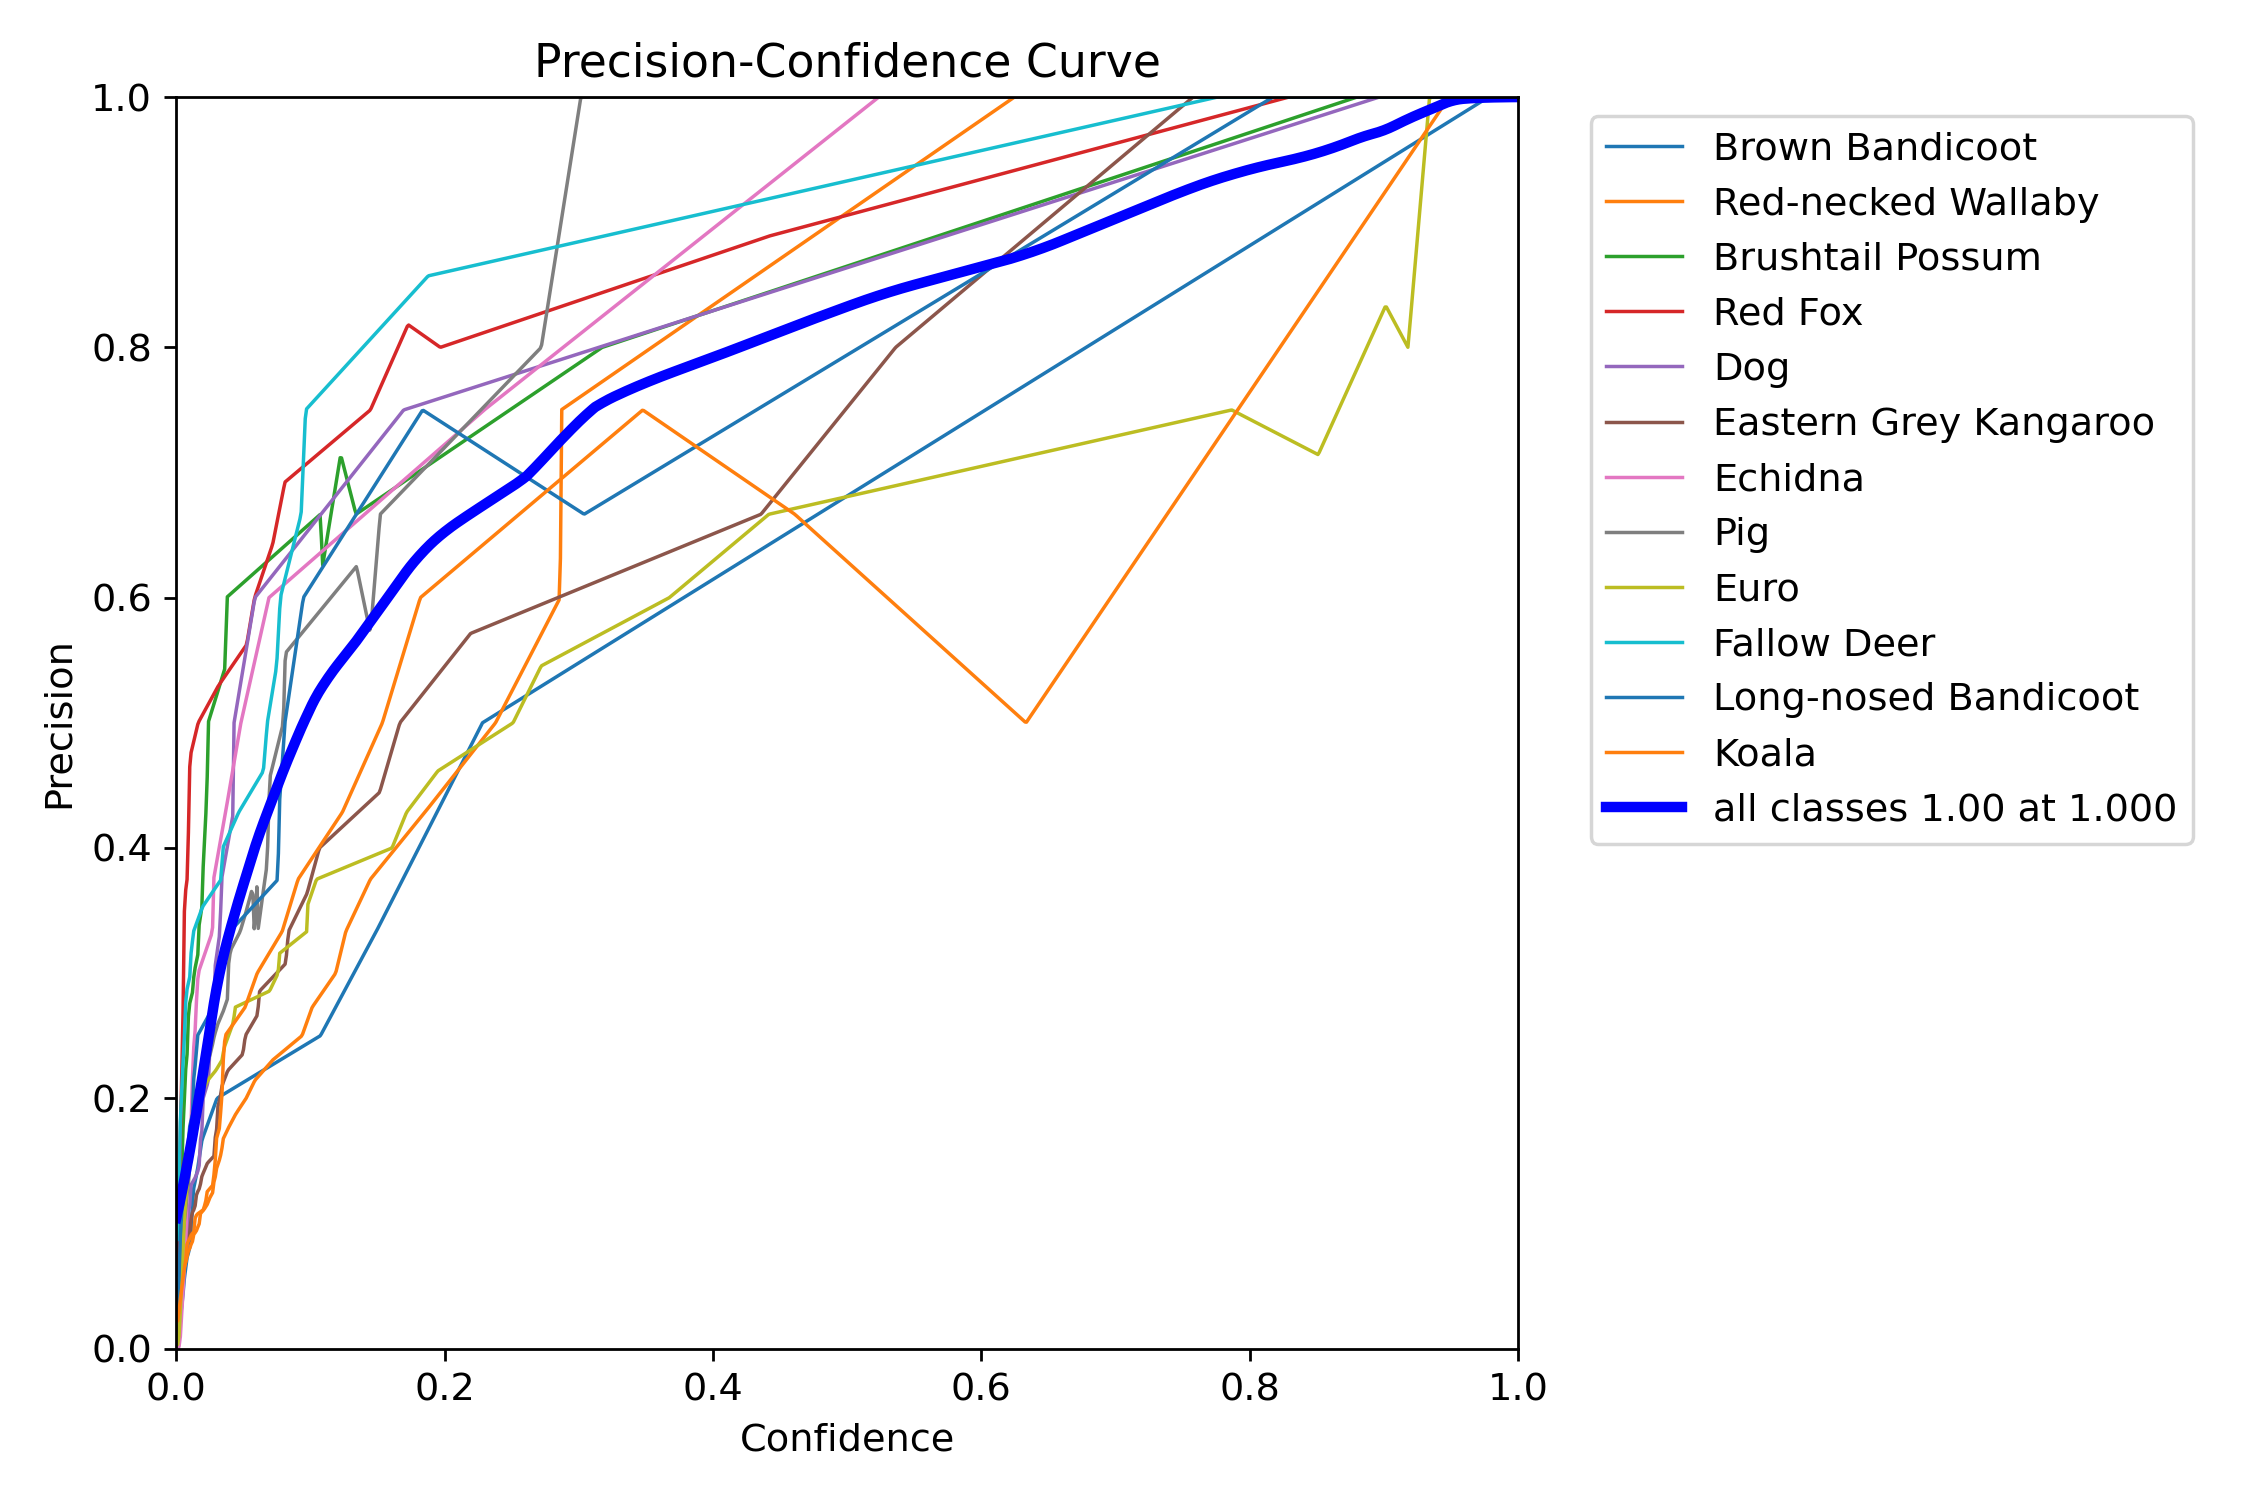 Precision-Confidence Curve
1.0
0.8
0.6
0.4
0.2
0.0
Precision
0.0 0.2 0.4 0.6 0.8 1.0
Confidence
Brown Bandicoot
Red-necked Wallaby
Brushtail Possum
Red Fox
Dog
Eastern Grey Kangaroo
Echidna
Pig
Euro
Fallow Deer
Long-nosed Bandicoot
Koala
all classes 1.00 at 1.000